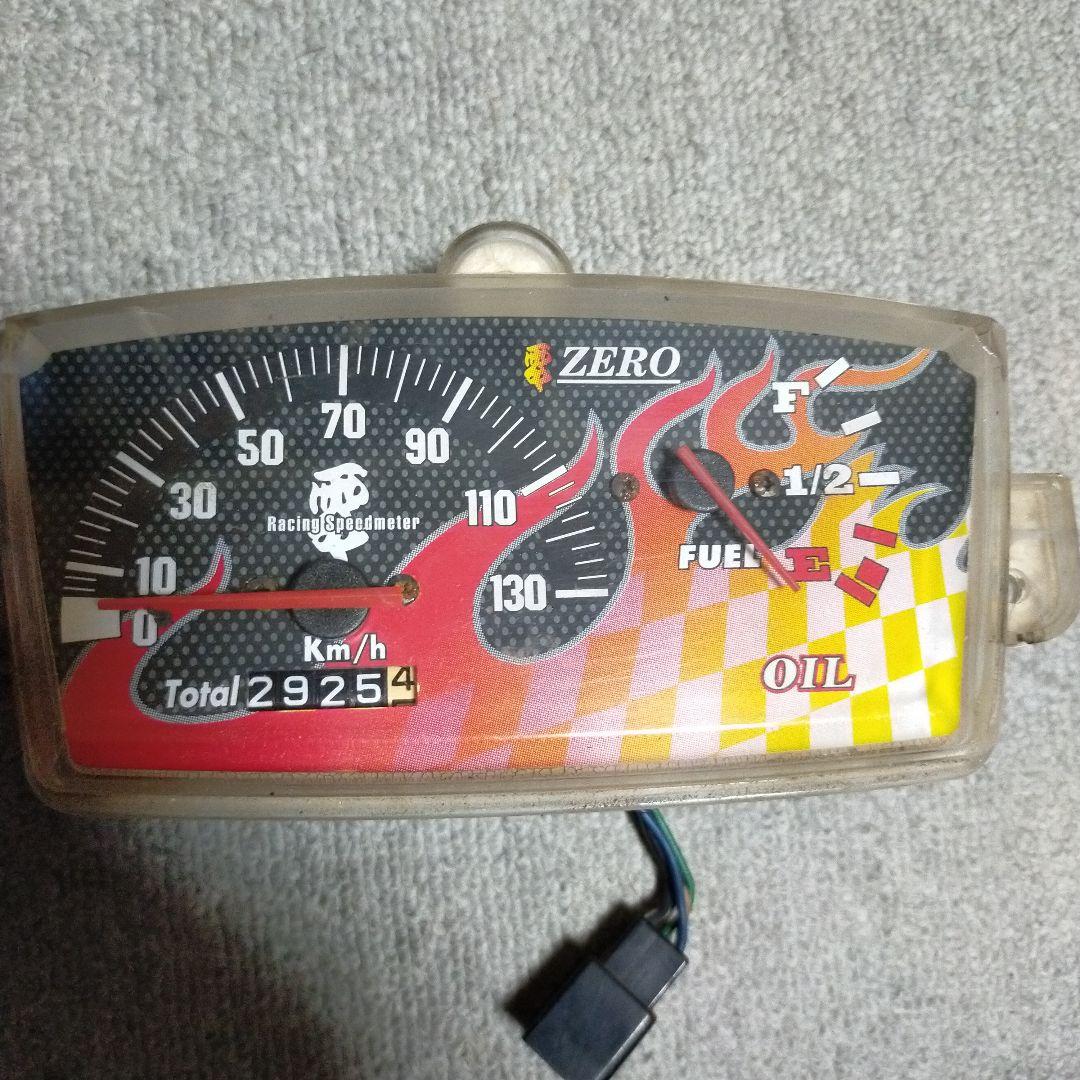 ZERO
F
1/2
FUEL E
OIL
0
10
30
50
70
90
110
130
Racing Speedmeter
Km/h
Total 29254